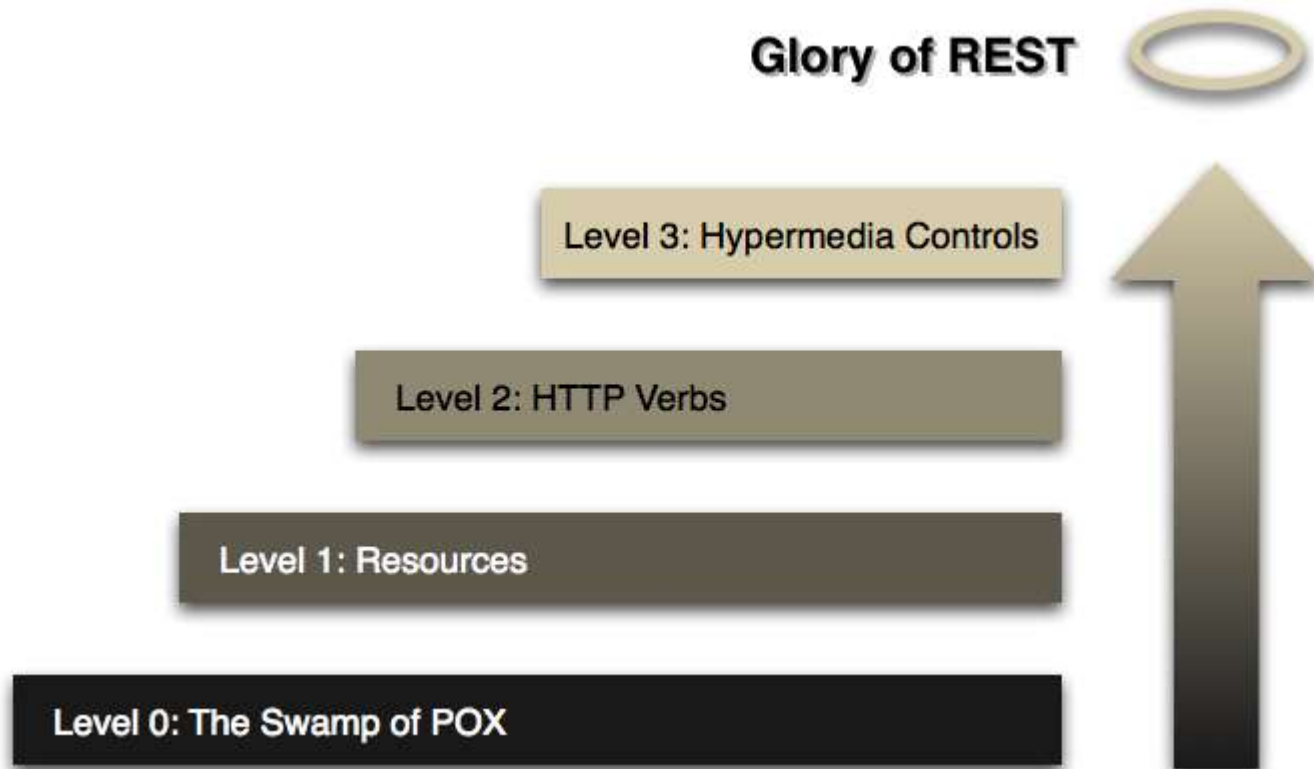 Glory of REST
Level 3: Hypermedia Controls
Level 2: HTTP Verbs
Level 1: Resources
Level 0: The Swamp of POX